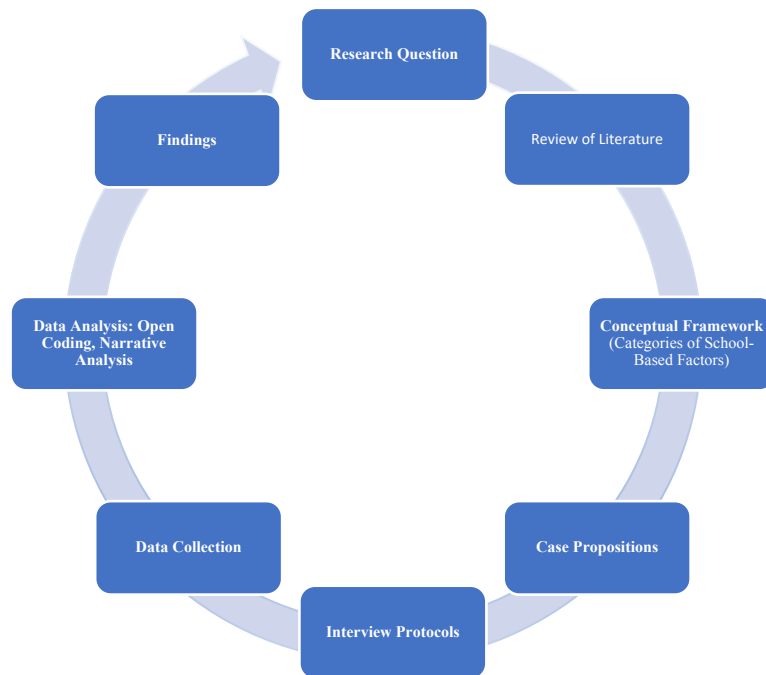 Research Question
Review of Literature
Conceptual Framework
(Categories of School-
Based Factors)
Case Propositions
Interview Protocols
Data Collection
Data Analysis: Open
Coding, Narrative
Analysis
Findings